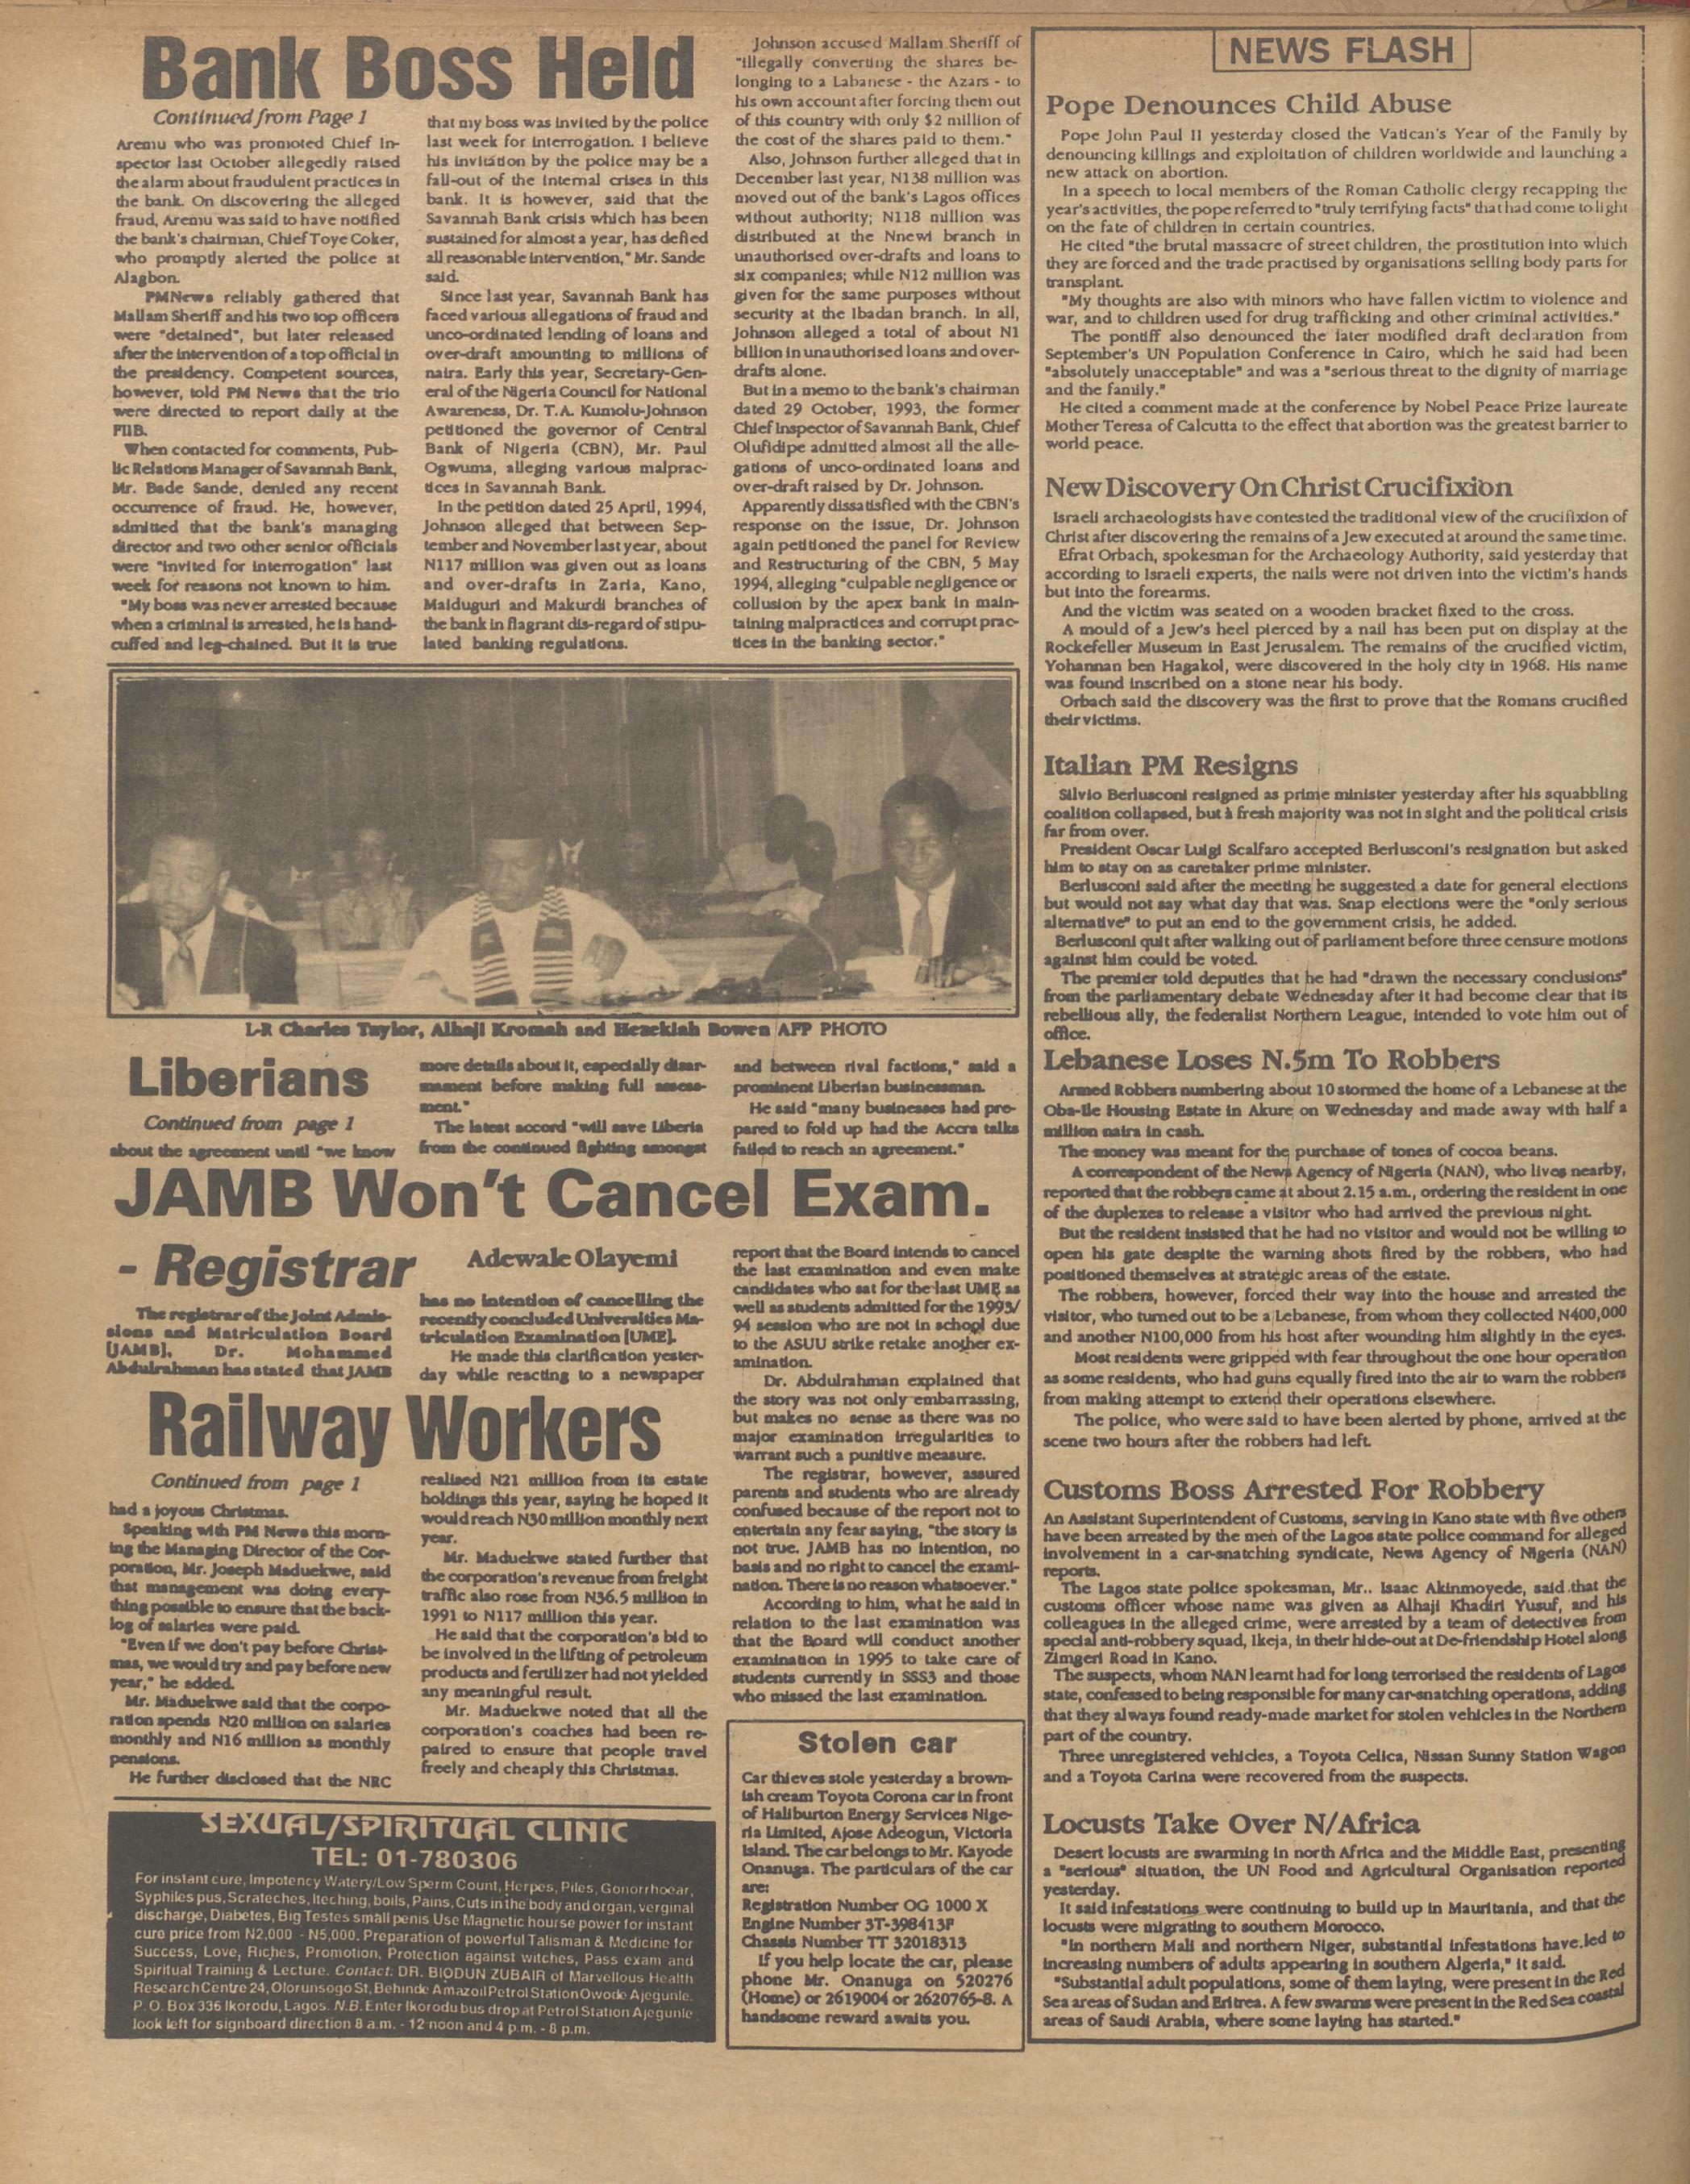 Bank Boss Held
Continued from Page 1
Aremu who was promoted Chief In-
spector last October allegedly raised
the alarm about fraudulent practices in
the bank. On discovering the alleged
fraud, Aremu was said to have notified
the bank's chairman, Chief Toye Coker,
who promptly alerted the police at
Alagbon.
PMNews reliably gathered that
Mallam Sheriff and his two top officers
were "detained", but later released
after the intervention of a top official in
the presidency. Competent sources,
however, told PM News that the trio
were directed to report daily at the
FIIB.
When contacted for comments, Pub-
lic Relations Manager of Savannah Bank,
Mr. Bade Sande, denied any recent
occurrence of fraud. He, however,
admitted that the bank's managing
director and two other senior officials
were "invited for interrogation" last
week for reasons not known to him.
"My boss was never arrested because
when a criminal is arrested, he is hand-
cuffed and leg-chained. But it is true
that my boss was invited by the police
last week for interrogation. I believe
his invitation by the police may be a
fall-out of the internal crises in this
bank. It is however, said that the
Savannah Bank crisis which has been
sustained for almost a year, has defied
all reasonable intervention," Mr. Sande
said.
Since last year, Savannah Bank has
faced various allegations of fraud and
unco-ordinated lending of loans and
over-draft amounting to millions of
naira. Early this year, Secretary-Gen-
eral of the Nigeria Council for National
Awareness, Dr. T.A. Kumolu-Johnson
petitioned the governor of Central
Bank of Nigeria (CBN), Mr. Paul
Ogwuma, alleging various malprac-
tices in Savannah Bank.
In the petition dated 25 April, 1994,
Johnson alleged that between Sep-
tember and November last year, about
N117 million was given out as loans
and over-drafts in Zaria, Kano,
Maiduguri and Makurdi branches of
the bank in flagrant dis-regard of stipu-
lated banking regulations.
Johnson accused Mallam Sheriff of
"illegally converting the shares be-
longing to a Labanese - the Azars - to
his own account after forcing them out
of this country with only $2 million of
the cost of the shares paid to them."
Also, Johnson further alleged that in
December last year, N138 million was
moved out of the bank's Lagos offices
without authority; N118 million was
distributed at the Nnewi branch in
unauthorised over-drafts and loans to
six companies; while N12 million was
given for the same purposes without
security at the Ibadan branch. In all,
Johnson alleged a total of about N1
billion in unauthorised loans and over-
drafts alone.
But in a memo to the bank's chairman
dated 29 October, 1993, the former
Chief Inspector of Savannah Bank, Chief
Olufidipe admitted almost all the alle-
gations of unco-ordinated loans and
over-draft raised by Dr. Johnson.
Apparently dissatisfied with the CBN's
response on the issue, Dr. Johnson
again petitioned the panel for Review
and Restructuring of the CBN, 5 May
1994, alleging "culpable negligence or
collusion by the apex bank in main-
taining malpractices and corrupt prac-
tices in the banking sector."
L-R Charles Taylor, Alhaji Kromah and Hezekiah Bowen AFP PHOTO
Liberians
Continued from page 1
about the agreement until "we know
more details about it, especially disar-
mament before making full assess-
ment."
The latest accord "will save Liberia
from the continued fighting amongst
and between rival factions," said a
prominent Liberian businessman.
He said "many businesses had pre-
pared to fold up had the Accra talks
failed to reach an agreement."
JAMB Won't Cancel Exam.
- Registrar
Adewale Olayemi
The registrar of the Joint Admis-
sions and Matriculation Board
[JAMB], Dr. Mohammed
Abdulrahman has stated that JAMB
has no intention of cancelling the
recently concluded Universities Ma-
triculation Examination [UME].
He made this clarification yester-
day while reacting to a newspaper
report that the Board intends to cancel
the last examination and even make
candidates who sat for the last UME as
well as students admitted for the 1993/
94 session who are not in school due
to the ASUU strike retake another ex-
amination.
Dr. Abdulrahman explained that
the story was not only embarrassing,
but makes no sense as there was no
major examination irregularities to
warrant such a punitive measure.
The registrar, however, assured
parents and students who are already
confused because of the report not to
entertain any fear saying, "the story is
not true. JAMB has no intention, no
basis and no right to cancel the exami-
nation. There is no reason whatsoever."
According to him, what he said in
relation to the last examination was
that the Board will conduct another
examination in 1995 to take care of
students currently in SSS3 and those
who missed the last examination.
Railway Workers
Continued from page 1
had a joyous Christmas.
Speaking with PM News this morn-
ing the Managing Director of the Cor-
poration, Mr. Joseph Maduekwe, said
that management was doing every-
thing possible to ensure that the back-
log of salaries were paid.
"Even if we don't pay before Christ-
mas, we would try and pay before new
year," he added.
Mr. Maduekwe said that the corpo-
ration spends N20 million on salaries
monthly and N16 million as monthly
pensions.
He further disclosed that the NRC
realised N21 million from its estate
holdings this year, saying he hoped it
would reach N30 million monthly next
year.
Mr. Maduekwe stated further that
the corporation's revenue from freight
traffic also rose from N36.5 million in
1991 to N117 million this year.
He said that the corporation's bid to
be involved in the lifting of petroleum
products and fertilizer had not yielded
any meaningful result.
Mr. Maduekwe noted that all the
corporation's coaches had been re-
paired to ensure that people travel
freely and cheaply this Christmas.
SEXUAL/SPIRITUAL CLINIC
TEL: 01-780306
For instant cure, Impotency Watery/Low Sperm Count, Herpes, Piles, Gonorrhoear,
Syphiles pus, Scrateches, Iteching, boils, Pains, Cuts in the body and organ, verginal
discharge, Diabetes, Big Testes small penis Use Magnetic hourse power for instant
cure price from N2,000 - N5,000. Preparation of powerful Talisman & Medicine for
Success, Love, Riches, Promotion, Protection against witches, Pass exam and
Spiritual Training & Lecture. Contact: DR. BIODUN ZUBAIR of Marvellous Health
Research Centre 24, Olorunsogo St, Behinde Amazoil Petrol Station Owode Ajegunle.
P. O. Box 336 Ikorodu, Lagos. N.B. Enter Ikorodu bus drop at Petrol Station Ajegunle
look left for signboard direction 8 a.m. - 12 noon and 4 p.m. - 8 p.m.
Stolen car
Car thieves stole yesterday a brown-
ish cream Toyota Corona car in front
of Haliburton Energy Services Nige-
ria Limited, Ajose Adeogun, Victoria
Island. The car belongs to Mr. Kayode
Onanuga. The particulars of the car
are:
Registration Number OG 1000 X
Engine Number 3T-398413F
Chassis Number TT 32018313
If you help locate the car, please
phone Mr. Onanuga on 520276
(Home) or 2619004 or 2620765-8. A
handsome reward awaits you.
NEWS FLASH
Pope Denounces Child Abuse
Pope John Paul II yesterday closed the Vatican's Year of the Family by
denouncing killings and exploitation of children worldwide and launching a
new attack on abortion.
In a speech to local members of the Roman Catholic clergy recapping the
year's activities, the pope referred to "truly terrifying facts" that had come to light
on the fate of children in certain countries.
He cited "the brutal massacre of street children, the prostitution into which
they are forced and the trade practised by organisations selling body parts for
transplant.
"My thoughts are also with minors who have fallen victim to violence and
war, and to children used for drug trafficking and other criminal activities."
The pontiff also denounced the later modified draft declaration from
September's UN Population Conference in Cairo, which he said had been
"absolutely unacceptable" and was a "serious threat to the dignity of marriage
and the family."
He cited a comment made at the conference by Nobel Peace Prize laureate
Mother Teresa of Calcutta to the effect that abortion was the greatest barrier to
world peace.
New Discovery On Christ Crucifixion
Israeli archaeologists have contested the traditional view of the crucifixion of
Christ after discovering the remains of a Jew executed at around the same time.
Efrat Orbach, spokesman for the Archaeology Authority, said yesterday that
according to Israeli experts, the nails were not driven into the victim's hands
but into the forearms.
And the victim was seated on a wooden bracket fixed to the cross.
A mould of a Jew's heel pierced by a nail has been put on display at the
Rockefeller Museum in East Jerusalem. The remains of the crucified victim,
Yohannan ben Hagakol, were discovered in the holy city in 1968. His name
was found inscribed on a stone near his body.
Orbach said the discovery was the first to prove that the Romans crucified
their victims.
Italian PM Resigns
Silvio Berlusconi resigned as prime minister yesterday after his squabbling
coalition collapsed, but à fresh majority was not in sight and the political crisis
far from over.
President Oscar Luigi Scalfaro accepted Berlusconi's resignation but asked
him to stay on as caretaker prime minister.
Berlusconi said after the meeting he suggested a date for general elections
but would not say what day that was. Snap elections were the "only serious
alternative" to put an end to the government crisis, he added.
Berlusconi quit after walking out of parliament before three censure motions
against him could be voted.
The premier told deputies that he had "drawn the necessary conclusions"
from the parliamentary debate Wednesday after it had become clear that its
rebellious ally, the federalist Northern League, intended to vote him out of
office.
Lebanese Loses N.5m To Robbers
Armed Robbers numbering about 10 stormed the home of a Lebanese at the
Oba-Ile Housing Estate in Akure on Wednesday and made away with half a
million naira in cash.
The money was meant for the purchase of tones of cocoa beans.
A correspondent of the News Agency of Nigeria (NAN), who lives nearby,
reported that the robbers came at about 2.15 a.m., ordering the resident in one
of the duplexes to release a visitor who had arrived the previous night.
But the resident insisted that he had no visitor and would not be willing to
open his gate despite the warning shots fired by the robbers, who had
positioned themselves at strategic areas of the estate.
The robbers, however, forced their way into the house and arrested the
visitor, who turned out to be a Lebanese, from whom they collected N400,000
and another N100,000 from his host after wounding him slightly in the eyes.
Most residents were gripped with fear throughout the one hour operation
as some residents, who had guns equally fired into the air to warn the robbers
from making attempt to extend their operations elsewhere.
The police, who were said to have been alerted by phone, arrived at the
scene two hours after the robbers had left.
Customs Boss Arrested For Robbery
An Assistant Superintendent of Customs, serving in Kano state with five others
have been arrested by the men of the Lagos state police command for alleged
involvement in a car-snatching syndicate, News Agency of Nigeria (NAN)
reports.
The Lagos state police spokesman, Mr.. Isaac Akinmoyede, said that the
customs officer whose name was given as Alhaji Khadiri Yusuf, and his
colleagues in the alleged crime, were arrested by a team of detectives from
special anti-robbery squad, Ikeja, in their hide-out at De-friendship Hotel along
Zimgeri Road in Kano.
The suspects, whom NAN learnt had for long terrorised the residents of Lagos
state, confessed to being responsible for many car-snatching operations, adding
that they always found ready-made market for stolen vehicles in the Northern
part of the country.
Three unregistered vehicles, a Toyota Celica, Nissan Sunny Station Wagon
and a Toyota Carina were recovered from the suspects.
Locusts Take Over N/Africa
Desert locusts are swarming in north Africa and the Middle East, presenting
a "serious" situation, the UN Food and Agricultural Organisation reported
yesterday.
It said infestations were continuing to build up in Mauritania, and that the
locusts were migrating to southern Morocco.
"In northern Mali and northern Niger, substantial infestations have led to
increasing numbers of adults appearing in southern Algeria," it said.
"Substantial adult populations, some of them laying, were present in the Red
Sea areas of Sudan and Eritrea. A few swarms were present in the Red Sea coastal
areas of Saudi Arabia, where some laying has started."